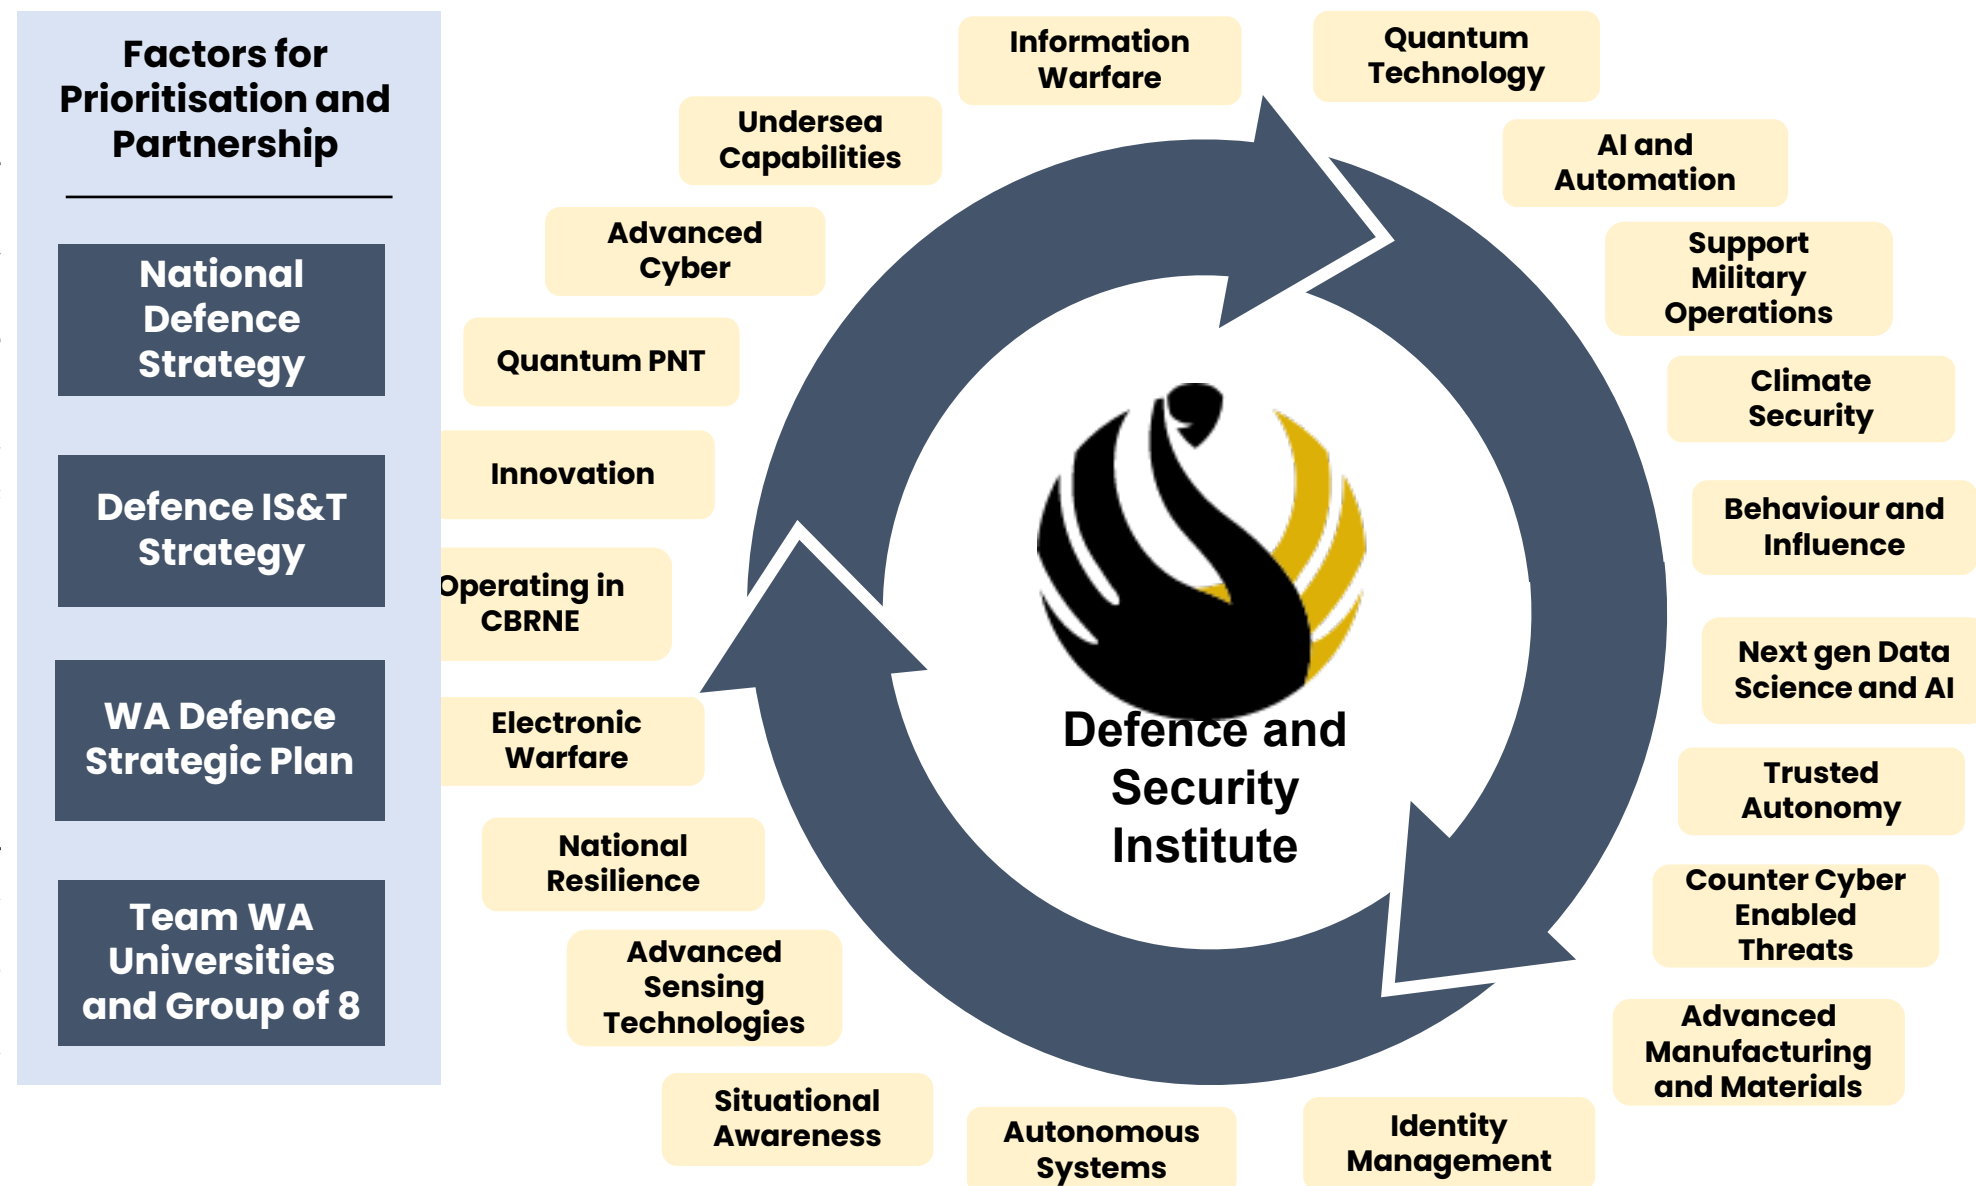 Factors for
Prioritisation and
Partnership
National
Defence
Strategy
Defence IS&T
Strategy
WA Defence
Strategic Plan
Team WA
Universities
and Group of 8
Information
Warfare
Quantum
Technology
AI and
Automation
Support
Military
Operations
Climate
Security
Behaviour and
Influence
Next gen Data
Science and AI
Trusted
Autonomy
Counter Cyber
Enabled
Threats
Advanced
Manufacturing
and Materials
Identity
Management
Autonomous
Systems
Situational
Awareness
Advanced
Sensing
Technologies
National
Resilience
Electronic
Warfare
Operating in
CBRNE
Innovation
Quantum PNT
Advanced
Cyber
Undersea
Capabilities
Defence and
Security
Institute